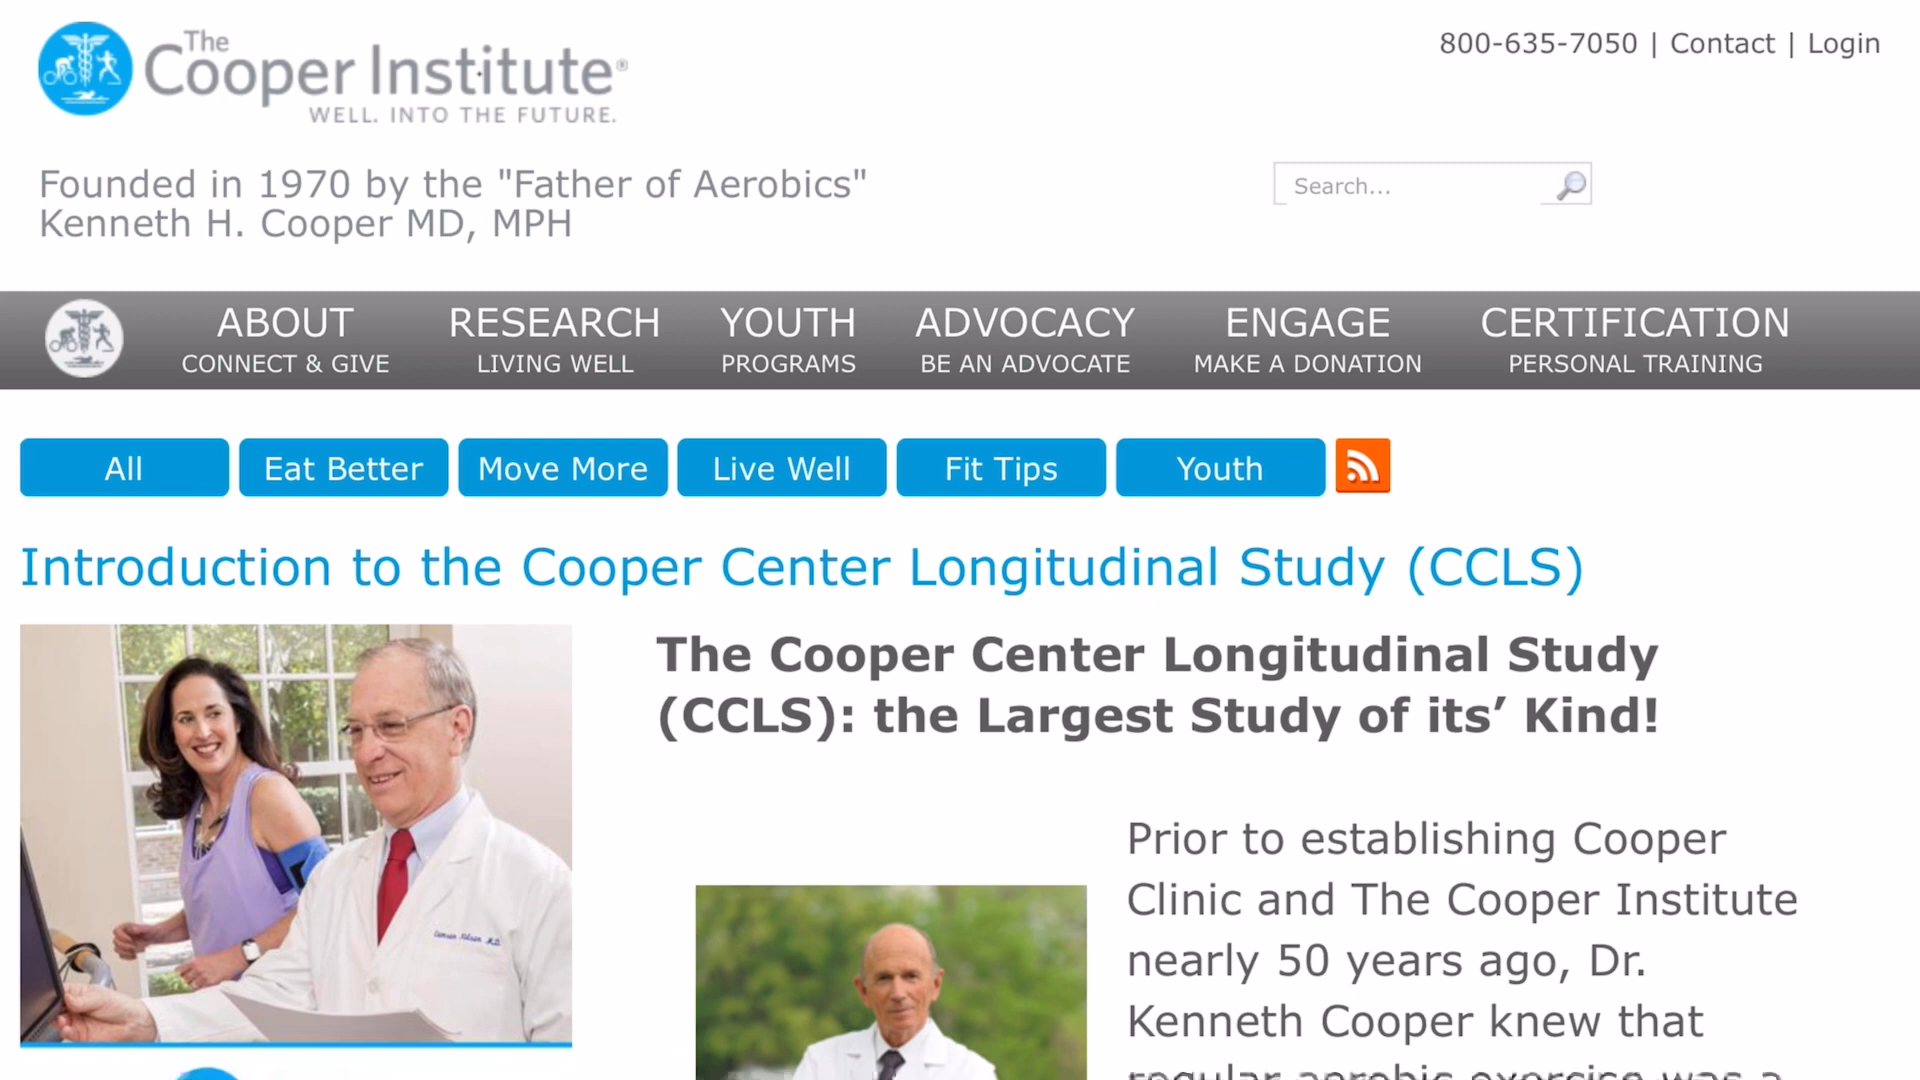 The
Cooper Institute®
WELL. INTO THE FUTURE.
800-635-7050 | Contact | Login
Founded in 1970 by the "Father of Aerobics"
Kenneth H. Cooper MD, MPH
Search...
ABOUT
CONNECT & GIVE
RESEARCH
LIVING WELL
YOUTH
PROGRAMS
ADVOCACY
BE AN ADVOCATE
ENGAGE
MAKE A DONATION
CERTIFICATION
PERSONAL TRAINING
All
Eat Better
Move More
Live Well
Fit Tips
Youth
Introduction to the Cooper Center Longitudinal Study (CCLS)
The Cooper Center Longitudinal Study
(CCLS): the Largest Study of its’ Kind!
Prior to establishing Cooper
Clinic and The Cooper Institute
nearly 50 years ago, Dr.
Kenneth Cooper knew that
regular aerobic exercise was a